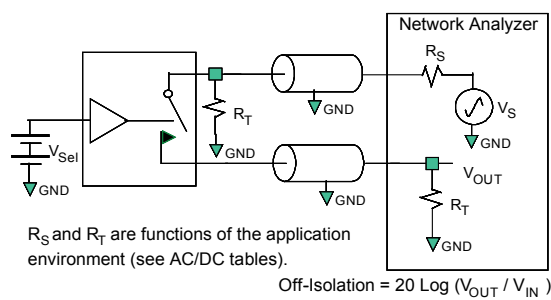 Network Analyzer
R_S
GND
V_S
GND
R_T
GND
V_Sel
GND
GND
V_OUT
R_T
GND
R_S and R_T are functions of the application
environment (see AC/DC tables).
Off-Isolation = 20 Log (V_OUT / V_IN )